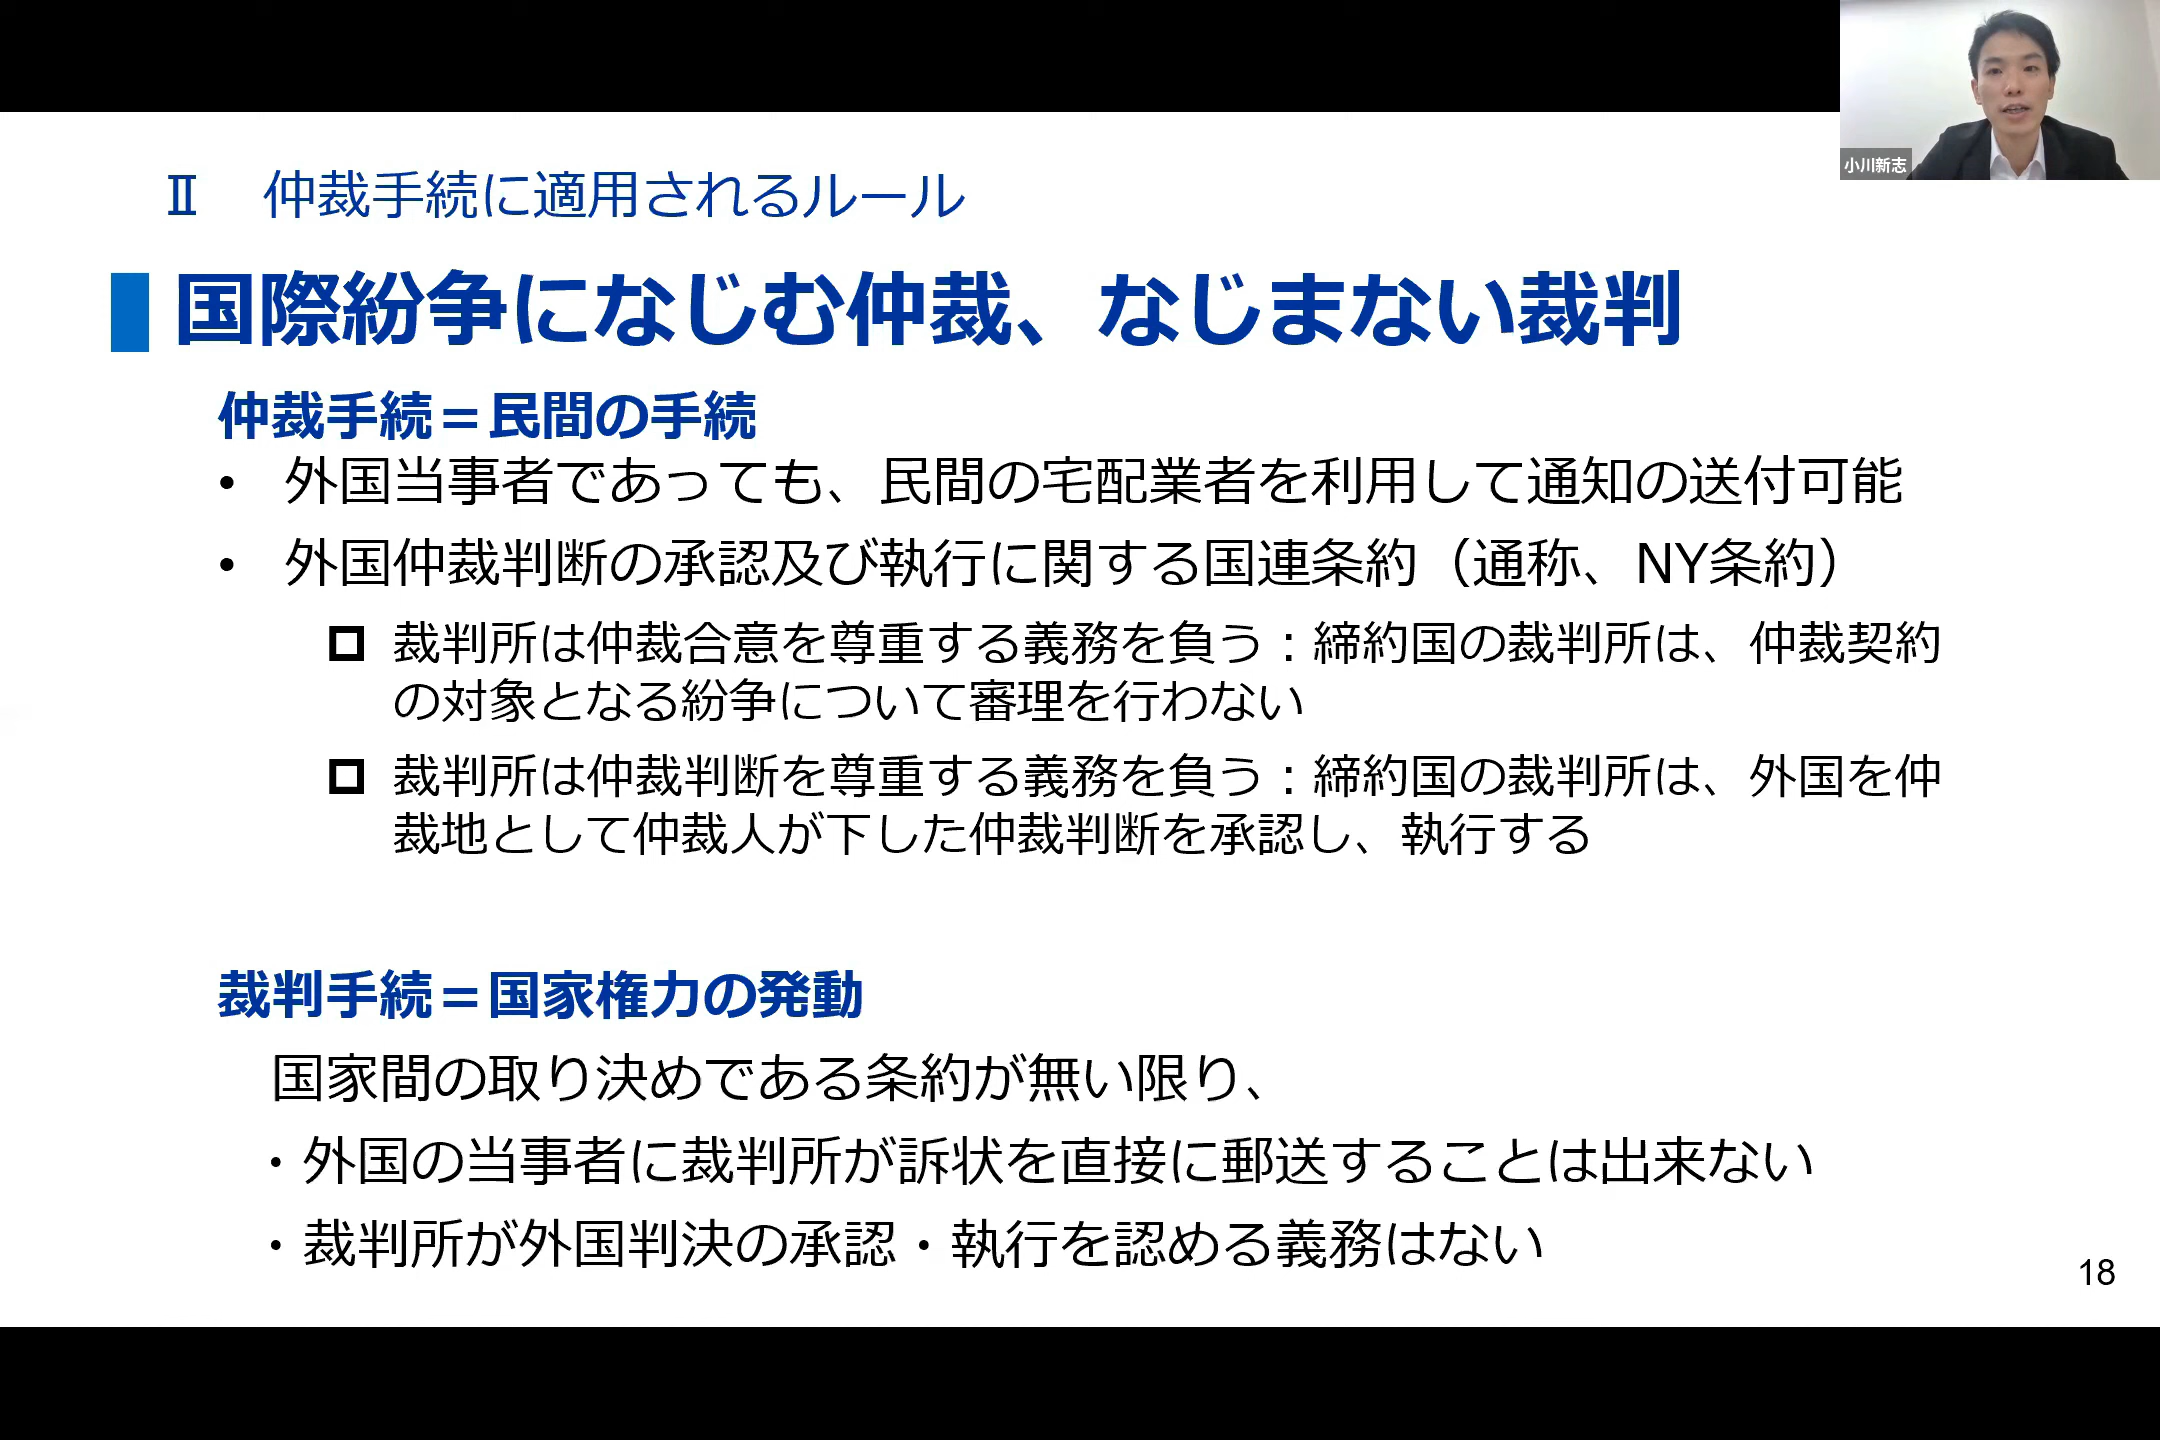 小川新志
Ⅱ　仲裁手続に適用されるルール
国際紛争になじむ仲裁、なじまない裁判
仲裁手続＝民間の手続
• 外国当事者であっても、民間の宅配業者を利用して通知の送付可能
• 外国仲裁判断の承認及び執行に関する国連条約（通称、NY条約）
裁判所は仲裁合意を尊重する義務を負う：締約国の裁判所は、仲裁契約
の対象となる紛争について審理を行わない
裁判所は仲裁判断を尊重する義務を負う：締約国の裁判所は、外国を仲
裁地として仲裁人が下した仲裁判断を承認し、執行する
裁判手続＝国家権力の発動
国家間の取り決めである条約が無い限り、
・外国の当事者に裁判所が訴状を直接に郵送することは出来ない
・裁判所が外国判決の承認・執行を認める義務はない
18